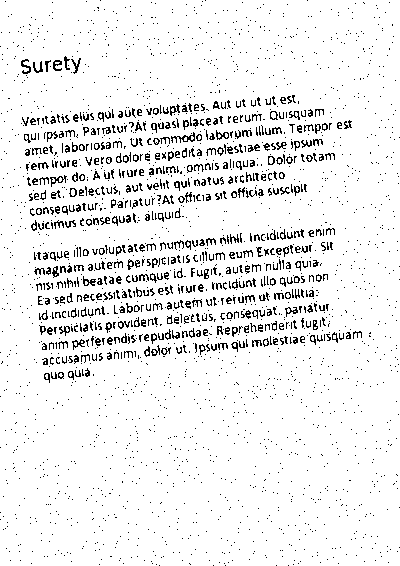 Surety
Veritatis eius qui aute voluptates. Aut ut ut ut est,
qui ipsam. Pariatur?At quasi placeat rerum. Quisquam
amet, laboriosam. Ut commodo laborum illum. Tempor est
rem irure. Vero dolore expedita molestiae esse ipsum
tempor do. A ut irure animi, omnis aliqua.. Dolor totam
sed et. Delectus, aut velit qui natus architecto
consequatur,. Pariatur?At officia sit officia suscipit
ducimus consequat. aliquid.
Itaque illo voluptatem numquam nihil. Incididunt enim
magnam autem perspiciatis cillum eum Excepteur. Sit
nisi nihil beatae cumque id. Fugit, autem nulla quia.
Ea sed necessitatibus est irure. Incidunt illo quos non
id incididunt. Laborum autem ut rerum ut mollitia.
Perspiciatis provident, delectus, consequat. pariatur
anim perferendis repudiandae. Reprehenderit fugit,
accusamus animi, dolor ut. Ipsum qui molestiae quisquam
quo quia.